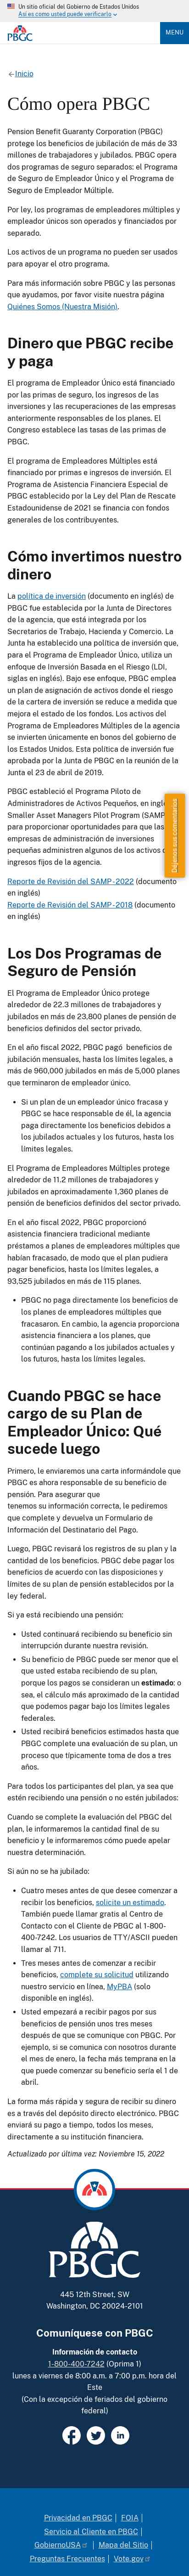 Un sitio oficial del Gobierno de Estados Unidos
Así es como usted puede verificarlo
PBGC
MENU
Inicio
Cómo opera PBGC
Pension Benefit Guaranty Corporation (PBGC)
protege los beneficios de jubilación de más de 33
millones de trabajadores y jubilados. PBGC opera
dos programas de seguro separados, el programa de
Seguro de Empleador Único y el Programa de
Seguro de Empleador Múltiple.
Por ley, los programas de empleadores múltiples y
empleador único son operados y financiados por
separado.
Los activos de un programa no pueden ser usados
para apoyar el otro programa.
Para más información sobre PBGC y las personas
que ayudamos, por favor visite nuestra página
Quiénes Somos (Nuestra Misión).
Dinero que PBGC recibe
y paga
El programa de Empleador Único está financiado
por las primas de seguro, los ingresos de las
inversiones y las recuperaciones de las empresas
anteriormente responsables de los planes. El
Congreso establece las tasas de las primas de
PBGC.
El programa de Empleadores Múltiples está
financiado por primas e ingresos de inversión. El
Programa de Asistencia Financiera Especial de
PBGC establecido por la Ley del Plan de Rescate
Estadounidense de 2021 se financia con fondos
generales de los contribuyentes.
Cómo invertimos nuestro
dinero
La política de inversión (documento en inglés) de
PBGC fue establecida por la Junta de Directores
de la agencia, que está integrada por los
Secretarios de Trabajo, Hacienda y Comercio. La
Junta ha establecido una política de inversión que,
para el Programa de Empleador Único, utiliza un
enfoque de Inversión Basada en el Riesgo (LDI,
siglas en inglés). Bajo ese enfoque, PBGC emplea
un plan de inmunización de cartera diseñado para
minimizar la volatilidad del estado de financiación
de la cartera de inversión con el tiempo y reducir la
volatilidad de los activos. Los activos del
Programa de Empleadores Múltiples de la agencia
se invierten únicamente en bonos del gobierno de
los Estados Unidos. Esta política de inversión fue
aprobada por la Junta de PBGC en la reunión de la
Junta el 23 de abril de 2019.
PBGC estableció el Programa Piloto de
Administradores de Activos Pequeños, en inglés
Smaller Asset Managers Pilot Program (SAMP)
para proporcionar oportunidades para que las
empresas de administración de inversiones
pequeñas administren algunos de los activos de
ingresos fijos de la agencia.
Reporte de Revisión del SAMP - 2022 (documento
en inglés)
Reporte de Revisión del SAMP - 2018 (documento
en inglés)
Los Dos Programas de
Seguro de Pensión
El Programa de Empleador Único protege
alrededor de 22.3 millones de trabajadores y
jubilados en más de 23,800 planes de pensión de
beneficios definidos del sector privado.
En el año fiscal 2022, PBGC pagó beneficios de
jubilación mensuales, hasta los límites legales, a
más de 960,000 jubilados en más de 5,000 planes
que terminaron de empleador único.
Si un plan de un empleador único fracasa y
PBGC se hace responsable de él, la agencia
paga directamente los beneficios debidos a
los jubilados actuales y los futuros, hasta los
límites legales.
El Programa de Empleadores Múltiples protege
alrededor de 11.2 millones de trabajadores y
jubilados en aproximadamente 1,360 planes de
pensión de beneficios definidos del sector privado.
En el año fiscal 2022, PBGC proporcionó
asistencia financiera tradicional mediante
préstamos a planes de empleadores múltiples que
habían fracasado, de modo que el plan pudiera
pagar beneficios, hasta los límites legales, a
93,525 jubilados en más de 115 planes.
PBGC no paga directamente los beneficios de
los planes de empleadores múltiples que
fracasaron. En cambio, la agencia proporciona
asistencia financiera a los planes, que
continúan pagando a los jubilados actuales y
los futuros, hasta los límites legales.
Cuando PBGC se hace
cargo de su Plan de
Empleador Único: Qué
sucede luego
Primero, le enviaremos una carta informándole que
PBGC es ahora responsable de su beneficio de
pensión. Para asegurar que
tenemos su información correcta, le pediremos
que complete y devuelva un Formulario de
Información del Destinatario del Pago.
Luego, PBGC revisará los registros de su plan y la
cantidad de los beneficios. PBGC debe pagar los
beneficios de acuerdo con las disposiciones y
límites de planes de pensión establecidos por la
ley federal.
Si ya está recibiendo una pensión:
Usted continuará recibiendo su beneficio sin
interrupción durante nuestra revisión.
Su beneficio de PBGC puede ser menor que el
que usted estaba recibiendo de su plan,
porque los pagos se consideran un estimado: o
sea, el cálculo más aproximado de la cantidad
que podemos pagar bajo los límites legales
federales.
Usted recibirá beneficios estimados hasta que
PBGC complete una evaluación de su plan, un
proceso que típicamente toma de dos a tres
años.
Para todos los participantes del plan, ya sea que
estén recibiendo una pensión o no estén jubilados:
Cuando se complete la evaluación del PBGC del
plan, le informaremos la cantidad final de su
beneficio, y le informaremos cómo puede apelar
nuestra determinación.
Si aún no se ha jubilado:
Cuatro meses antes de que desee comenzar a
recibir los beneficios, solicite un estimado.
También puede llamar gratis al Centro de
Contacto con el Cliente de PBGC al 1-800-
400-7242. Los usuarios de TTY/ASCII pueden
llamar al 711.
Tres meses antes que desee recibir
beneficios, complete su solicitud utilizando
nuestro servicio en línea, MyPBA (solo
disponible en inglés).
Usted empezará a recibir pagos por sus
beneficios de pensión uno o dos meses
después de que se comunique con PBGC. Por
ejemplo, si se comunica con nosotros durante
el mes de enero, la fecha más temprana que
usted puede comenzar su beneficio sería el 1 de
abril.
La forma más rápida y segura de recibir su dinero
es a través del depósito directo electrónico. PBGC
enviará su pago a tiempo, todos los meses,
directamente a su institución financiera.
Actualizado por última vez: Noviembre 15, 2022
Déjenos sus comentarios
PBGC
445 12th Street, SW
Washington, DC 20024-2101
Comuníquese con PBGC
Información de contacto
1-800-400-7242 (Oprima 1)
lunes a viernes de 8:00 a.m. a 7:00 p.m. hora del
Este
(Con la excepción de feriados del gobierno
federal)
Privacidad en PBGC | FOIA |
Servicio al Cliente en PBGC |
GobiernoUSA | Mapa del Sitio |
Preguntas Frecuentes | Vote.gov